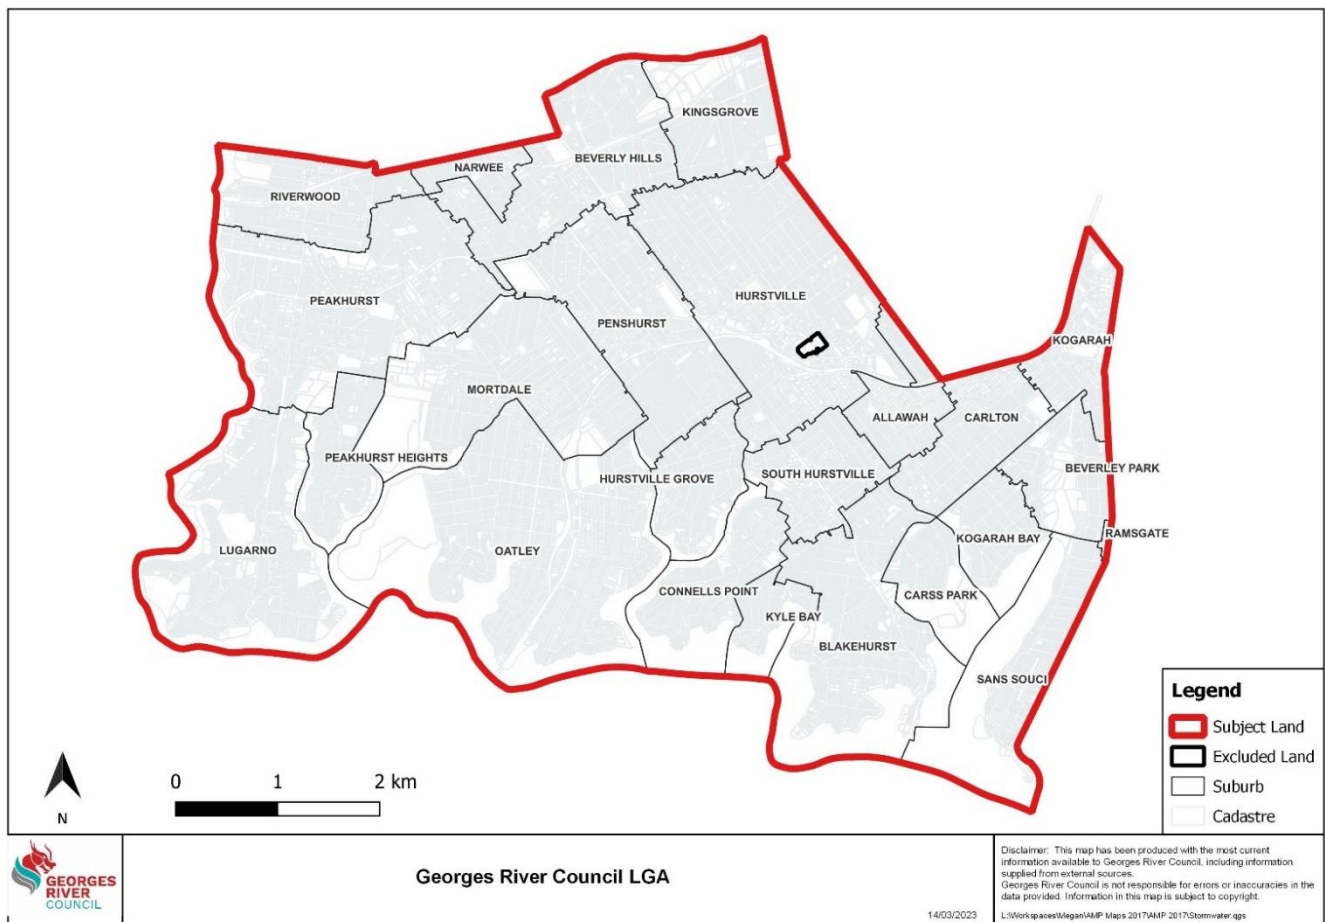 KINGSGROVE
BEVERLY HILLS
NARWEE
RIVERWOOD
PEAKHURST
HURSTVILLE
PENSHURST
KOGARAH
MORTDALE
ALLAWAH
CARLTON
PEAKHURST HEIGHTS
BEVERLEY PARK
HURSTVILLE GROVE
SOUTH HURSTVILLE
RAMSGATE
KOGARAH BAY
LUGARNO
OATLEY
CONNELLS POINT
CARSS PARK
KYLE BAY
BLAKEHURST
SANS SOUCI
Legend
Subject Land
Excluded Land
Suburb
Cadastre
N
0 1 2 km
GEORGES
RIVER
COUNCIL
Georges River Council LGA
14/03/2023
Disclaimer: This map has been produced with the most current
information available to Georges River Council, including information
supplied from external sources.
Georges River Council is not responsible for errors or inaccuracies in the
data provided. Information in this map is subject to copyright.
L:\Workspaces\Megan\AMP Maps 2017\AMP 2017\Stormwater.qgs